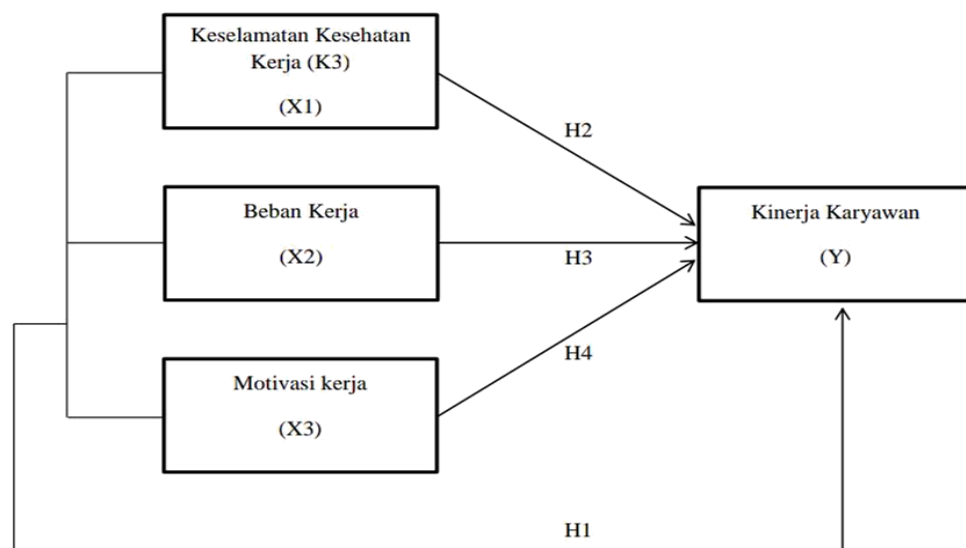 Keselamatan Kesehatan
Kerja (K3)
(X1)
H2
Beban Kerja
(X2)
H3
Kinerja Karyawan
(Y)
H4
Motivasi kerja
(X3)
H1